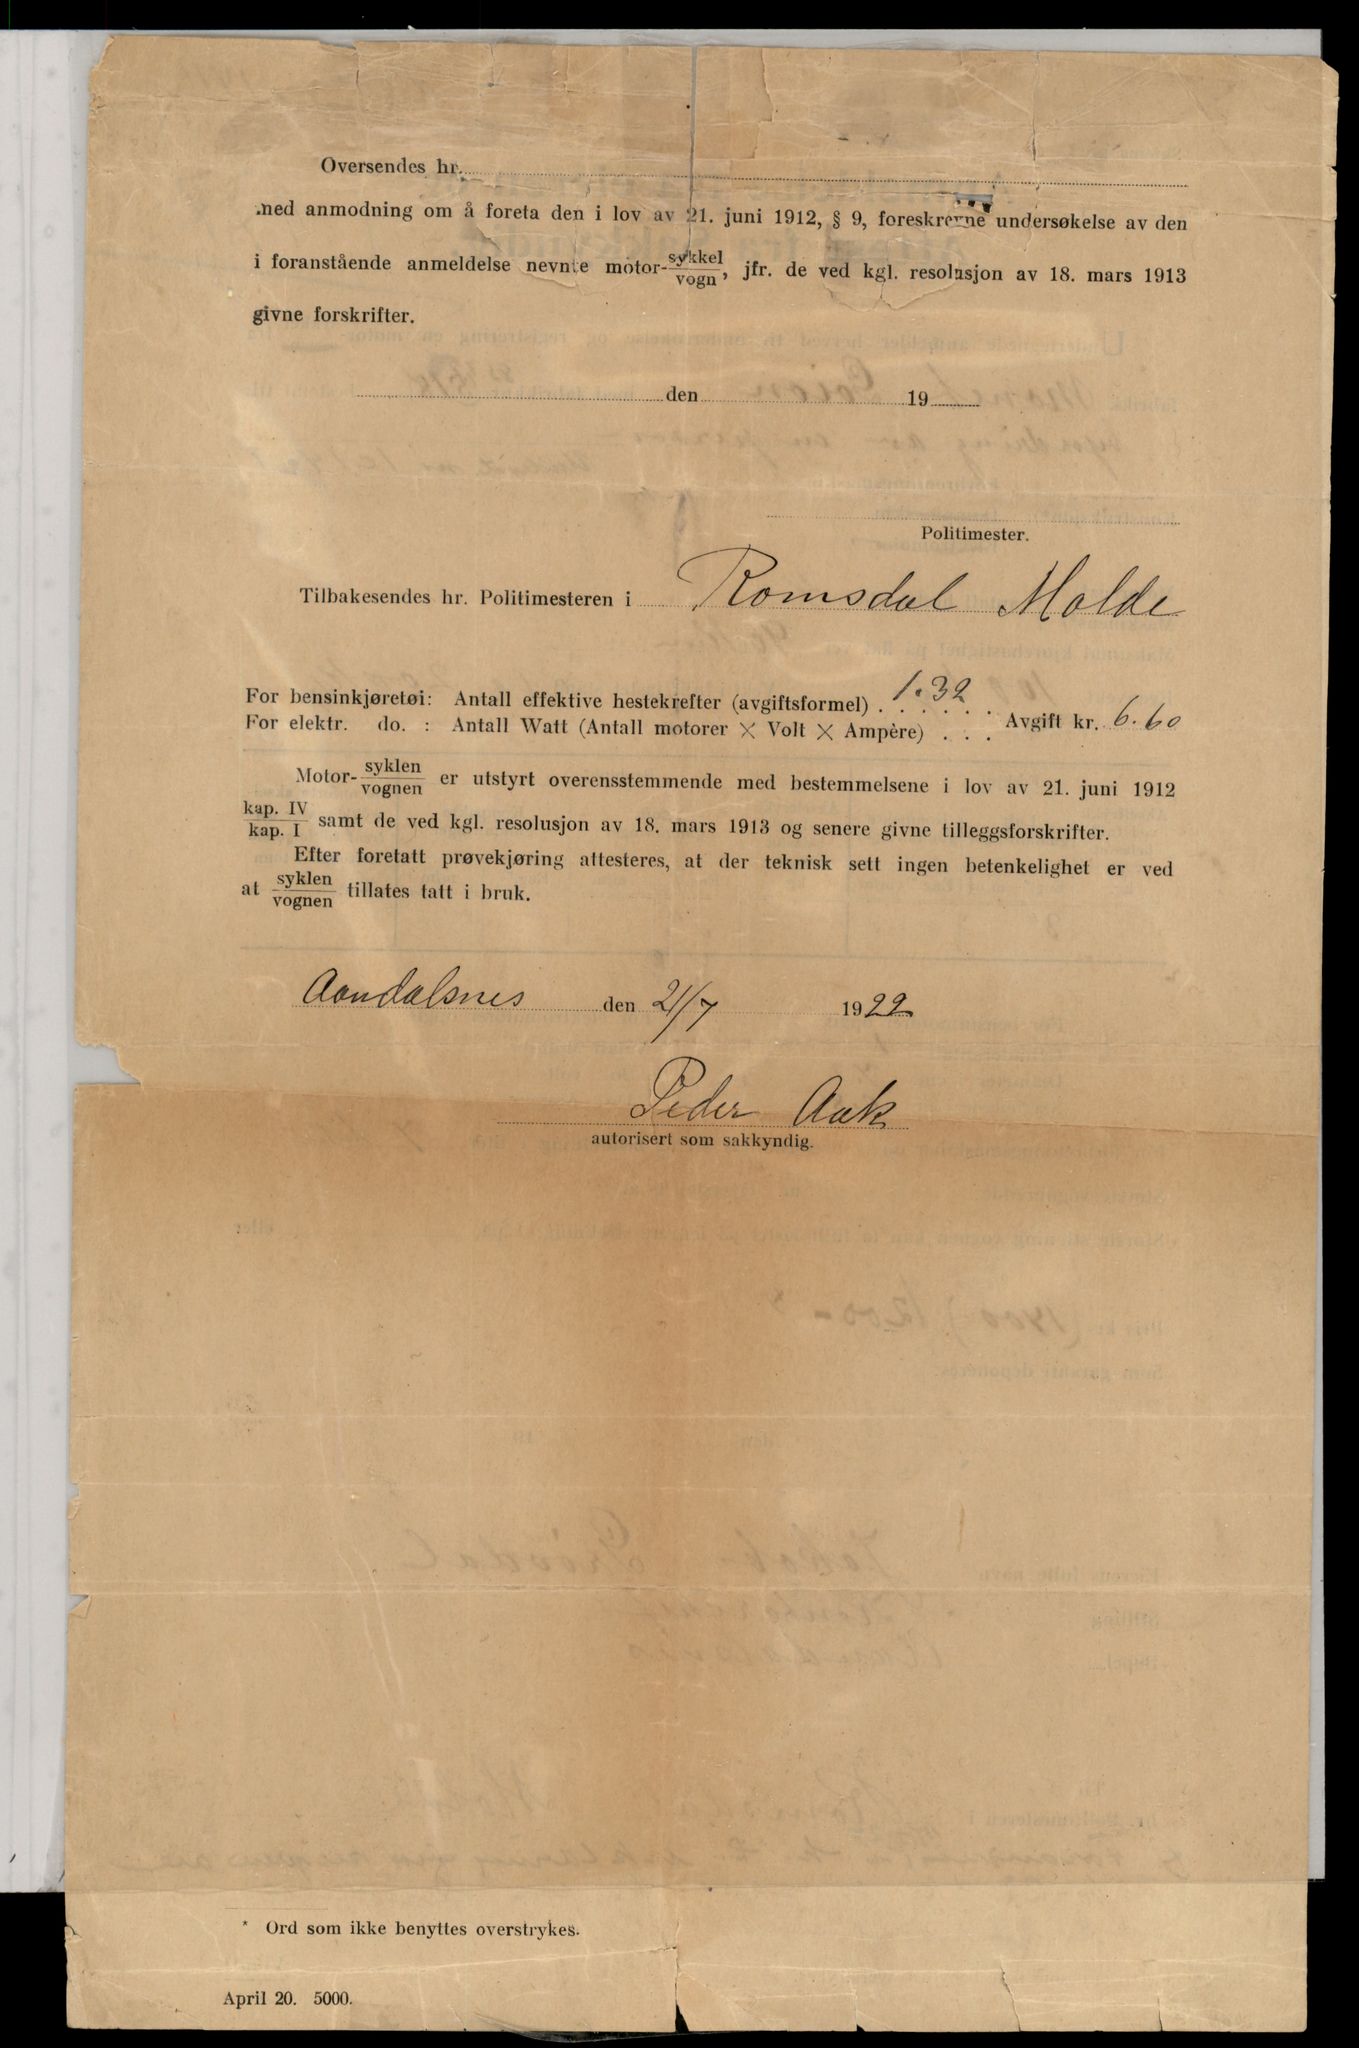 Oversendes hr.
med anmodning om å foreta den i lov av 21. juni 1912, § 9, foreskrevne undersøkelse av den
i foranstående anmeldelse nevnte motor- sykkel/vogn, jfr. de ved kgl. resolusjon av 18. mars 1913
givne forskrifter.
den 19
Politimester.
Tilbakesendes hr. Politimesteren i Romsdal Molde
For bensinkjøretøi: Antall effektive hestekrefter (avgiftsformel) . 1.32 . . . . .
For elektr. do. : Antall Watt (Antall motorer × Volt × Ampère) . . . Avgift kr. 6.60
Motor- syklen/vognen er utstyrt overensstemmende med bestemmelsene i lov av 21. juni 1912
kap. IV/kap. I samt de ved kgl. resolusjon av 18. mars 1913 og senere givne tilleggsforskrifter.
Efter foretatt prøvekjøring attesteres, at der teknisk sett ingen betenkelighet er ved
at syklen/vognen tillates tatt i bruk.
Aandalsnes den 21/7 1922
Peder Aak
autorisert som sakkyndig.
* Ord som ikke benyttes overstrykes.
April 20. 5000.